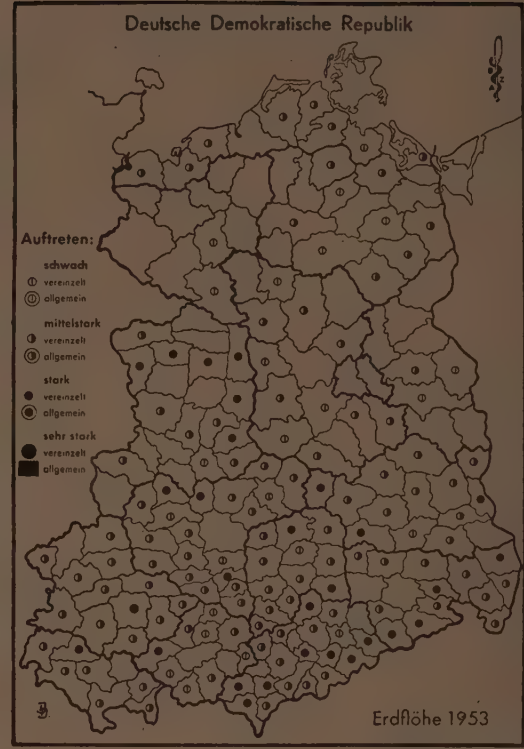 Deutsche Demokratische Republik
Auftreten:
schwach
vereinzelt
allgemein
mittelstark
vereinzelt
allgemein
stark
vereinzelt
allgemein
sehr stark
vereinzelt
allgemein
Erdflöhe 1953